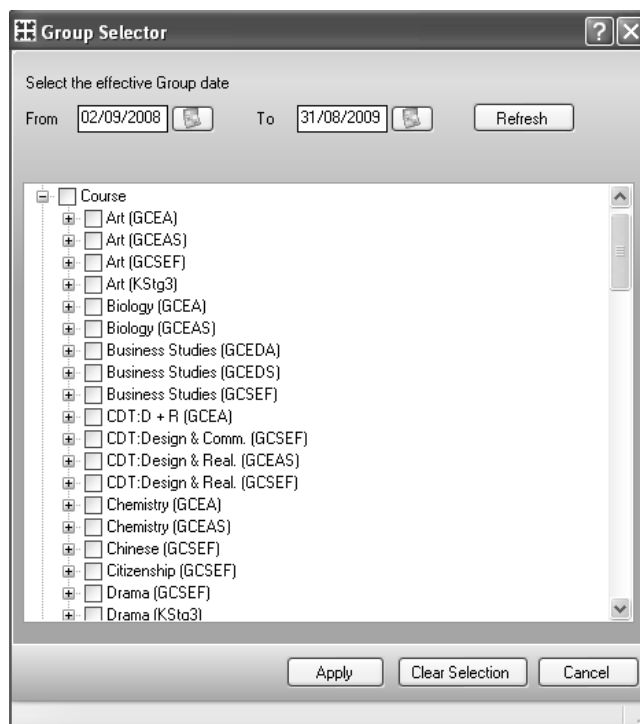 Group Selector
Select the effective Group date
From 02/09/2008 To 31/08/2009 Refresh
Course
Art (GCEA)
Art (GCEAS)
Art (GCSEF)
Art (KStg3)
Biology (GCEA)
Biology (GCEAS)
Business Studies (GCEDA)
Business Studies (GCEDS)
Business Studies (GCSEF)
CDT:D + R (GCEA)
CDT:Design & Comm. (GCSEF)
CDT:Design & Real. (GCEAS)
CDT:Design & Real. (GCSEF)
Chemistry (GCEA)
Chemistry (GCEAS)
Chinese (GCSEF)
Citizenship (GCSEF)
Drama (GCSEF)
Drama (KStg3)
Apply Clear Selection Cancel